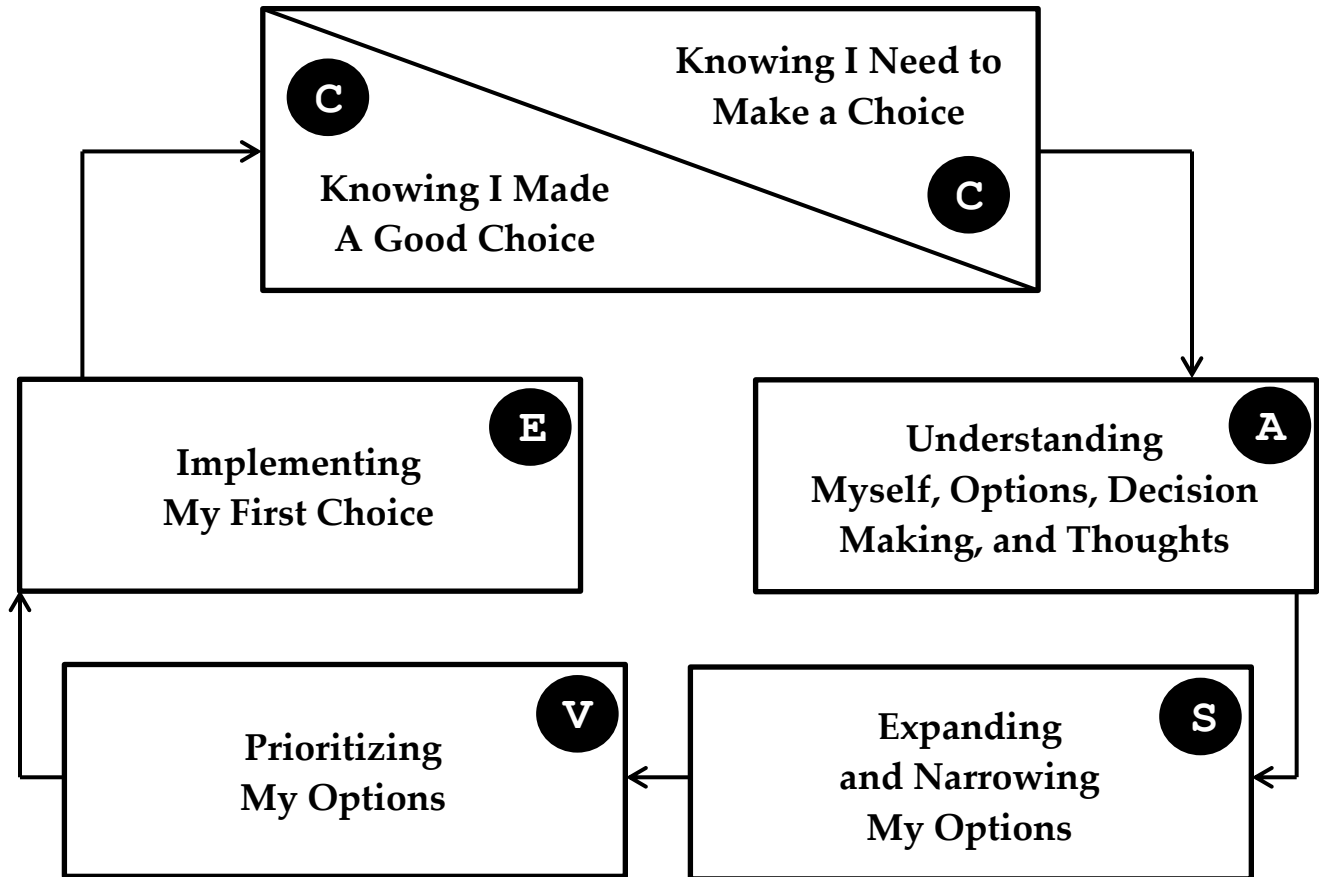 Knowing I Need to
Make a Choice
C
C
Knowing I Made
A Good Choice
A
Understanding
Myself, Options, Decision
Making, and Thoughts
S
Expanding
and Narrowing
My Options
V
Prioritizing
My Options
E
Implementing
My First Choice